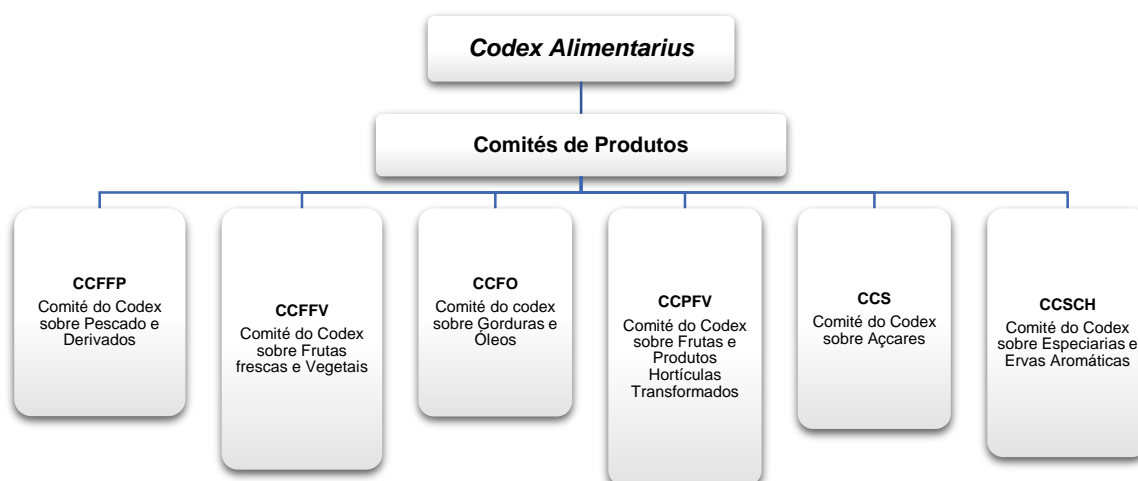 Codex Alimentarius
Comités de Produtos
CCFFP
Comité do Codex
sobre Pescado e
Derivados
CCFFV
Comité do Codex
sobre Frutas
frescas e Vegetais
CCFO
Comité do codex
sobre Gorduras e
Óleos
CCPFV
Comité do Codex
sobre Frutas e
Produtos
Hortículas
Transformados
CCS
Comité do Codex
sobre Açcares
CCSCH
Comité do Codex
sobre Especiarias e
Ervas Aromáticas